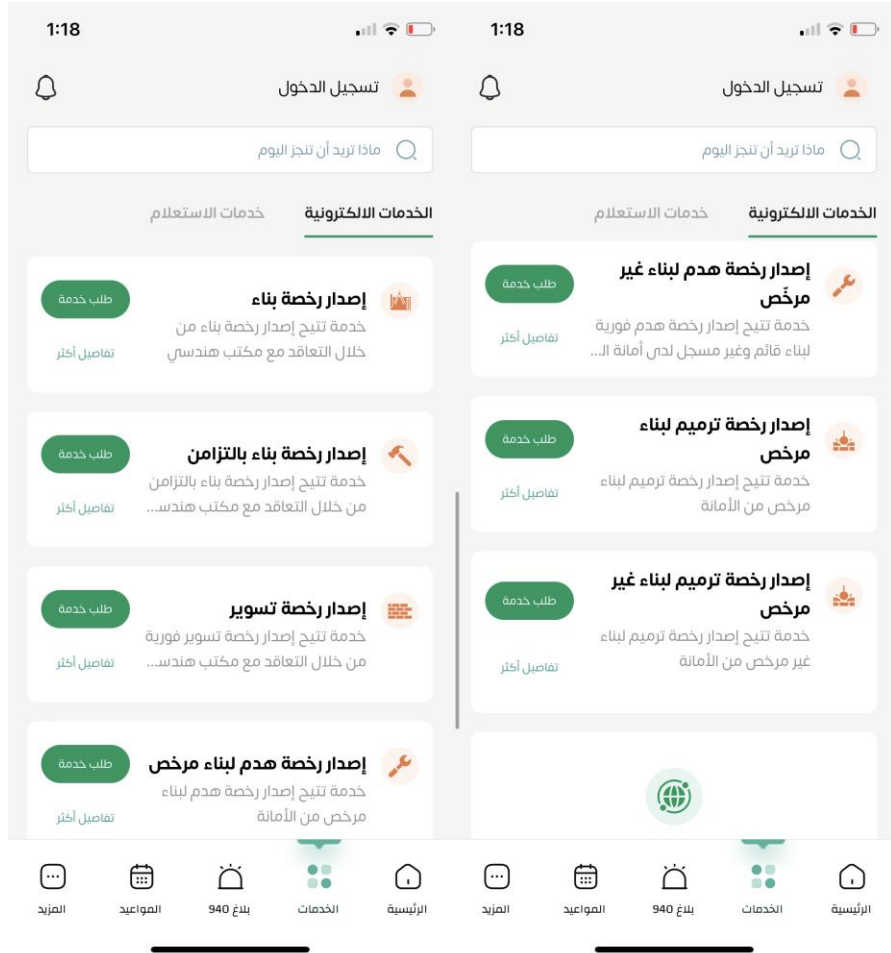 1:18
تسجيل الدخول
ماذا تريد أن تنجز اليوم
الخدمات الالكترونية
خدمات الاستعلام
إصدار رخصة بناء
خدمة تتيح إصدار رخصة بناء من
خلال التعاقد مع مكتب هندسي
طلب خدمة
تفاصيل أكثر
إصدار رخصة بناء بالتزامن
خدمة تتيح إصدار رخصة بناء بالتزامن
من خلال التعاقد مع مكتب هندسـ...
طلب خدمة
تفاصيل أكثر
إصدار رخصة تسوير
خدمة تتيح إصدار رخصة تسوير فورية
من خلال التعاقد مع مكتب هندسـ...
طلب خدمة
تفاصيل أكثر
إصدار رخصة هدم لبناء مرخص
خدمة تتيح إصدار رخصة هدم لبناء
مرخص من الأمانة
طلب خدمة
تفاصيل أكثر
الرئيسية
الخدمات
بلاغ 940
المواعيد
المزيد
1:18
تسجيل الدخول
ماذا تريد أن تنجز اليوم
الخدمات الالكترونية
خدمات الاستعلام
إصدار رخصة هدم لبناء غير
مرخّص
خدمة تتيح إصدار رخصة هدم فورية
لبناء قائم وغير مسجل لدى أمانة الـ...
طلب خدمة
تفاصيل أكثر
إصدار رخصة ترميم لبناء
مرخص
خدمة تتيح إصدار رخصة ترميم لبناء
مرخص من الأمانة
طلب خدمة
تفاصيل أكثر
إصدار رخصة ترميم لبناء غير
مرخص
خدمة تتيح إصدار رخصة ترميم لبناء
غير مرخص من الأمانة
طلب خدمة
تفاصيل أكثر
الرئيسية
الخدمات
بلاغ 940
المواعيد
المزيد